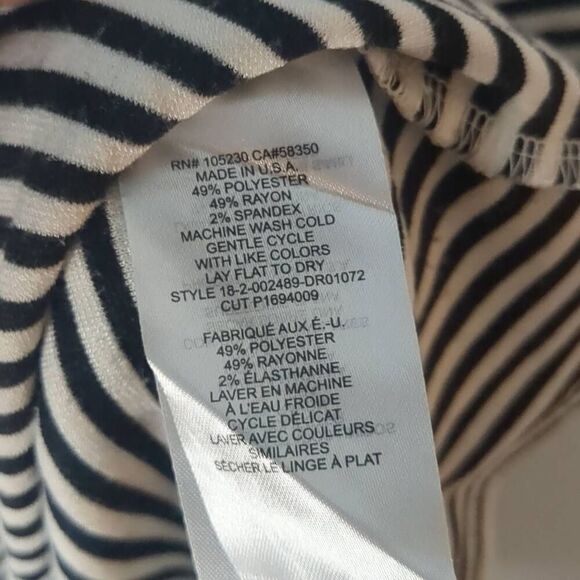 RN# 105230 CA#58350
MADE IN U.S.A.
49% POLYESTER
49% RAYON
2% SPANDEX
MACHINE WASH COLD
GENTLE CYCLE
WITH LIKE COLORS
LAY FLAT TO DRY
STYLE 18-2-002489-DR01072
CUT P1694009
FABRIQUÉ AUX É.-U.
49% POLYESTER
49% RAYONNE
2% ÉLASTHANNE
LAVER EN MACHINE
À L'EAU FROIDE
CYCLE DÉLICAT
LAVER AVEC COULEURS
SIMILAIRES
SÉCHER LE LINGE À PLAT